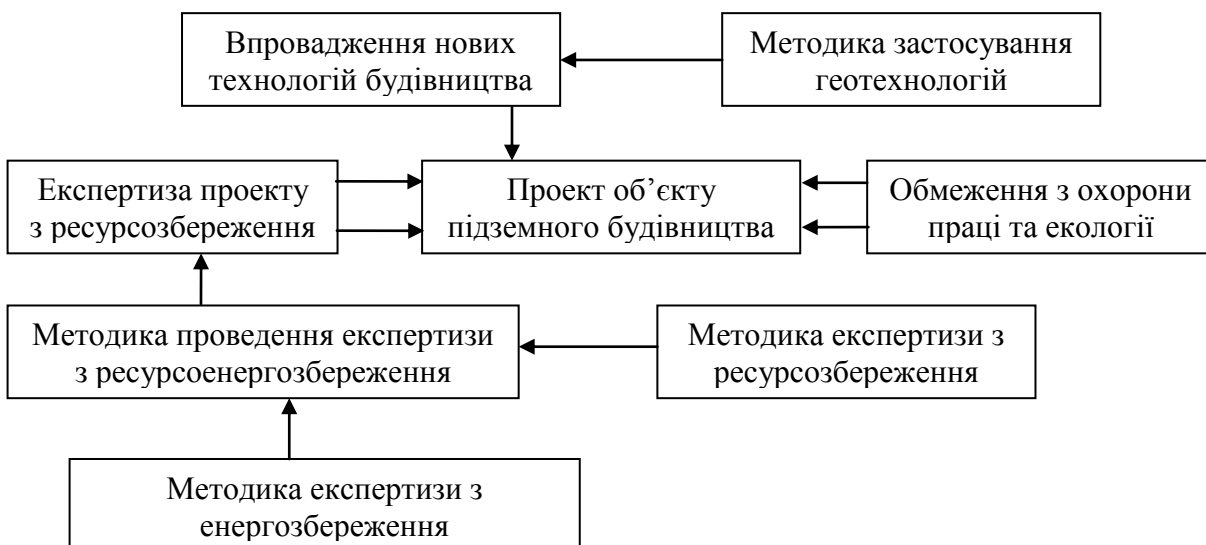 Впровадження нових
технологій будівництва
Методика застосування
геотехнологій
Експертиза проекту
з ресурсозбереження
Проект об’єкту
підземного будівництва
Обмеження з охорони
праці та екології
Методика проведення експертизи
з ресурсоенергозбереження
Методика експертизи з
ресурсозбереження
Методика експертизи з
енергозбереження